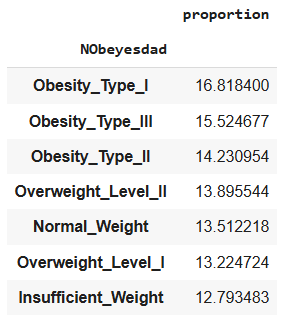 proportion
NObeyesdad
Obesity_Type_I 16.818400
Obesity_Type_III 15.524677
Obesity_Type_II 14.230954
Overweight_Level_II 13.895544
Normal_Weight 13.512218
Overweight_Level_I 13.224724
Insufficient_Weight 12.793483